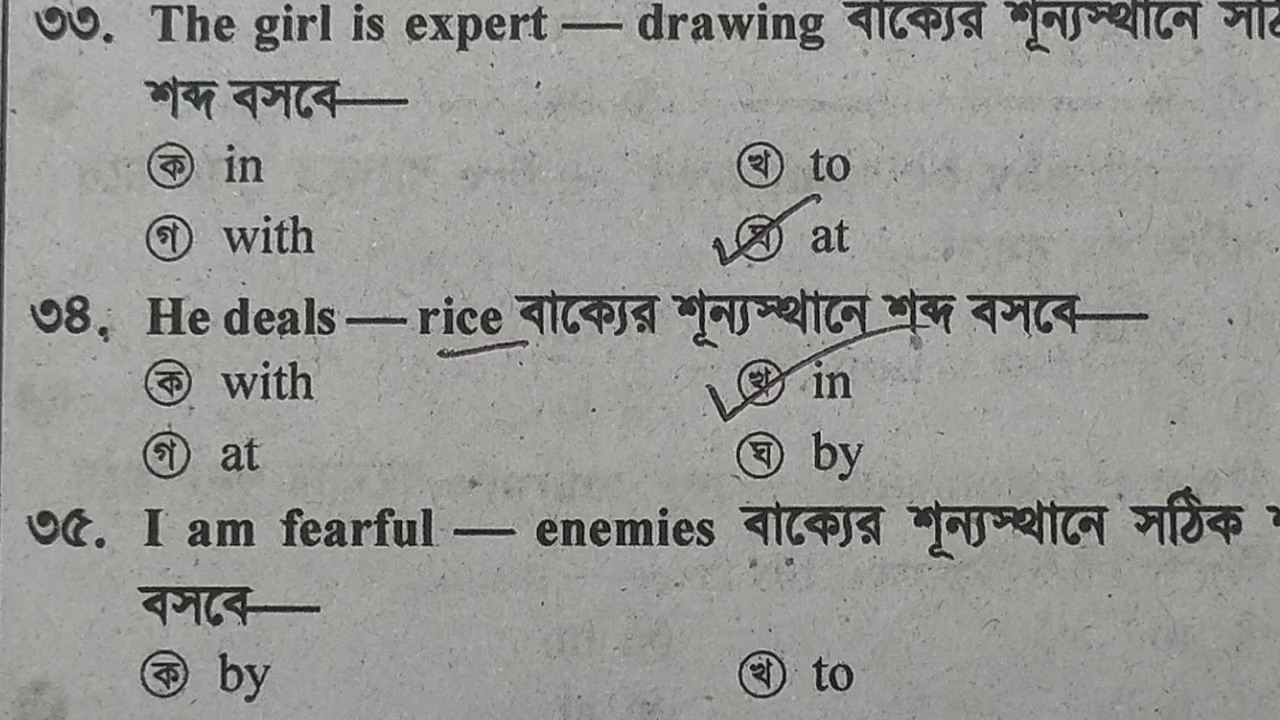 ৩৩. The girl is expert — drawing বাক্যের শূন্যস্থানে
শব্দ বসবে—
ক in খ to
গ with ঘ at
৩৪. He deals — rice বাক্যের শূন্যস্থানে শব্দ বসবে—
ক with খ in
গ at ঘ by
৩৫. I am fearful — enemies বাক্যের শূন্যস্থানে সঠিক
বসবে—
ক by খ to